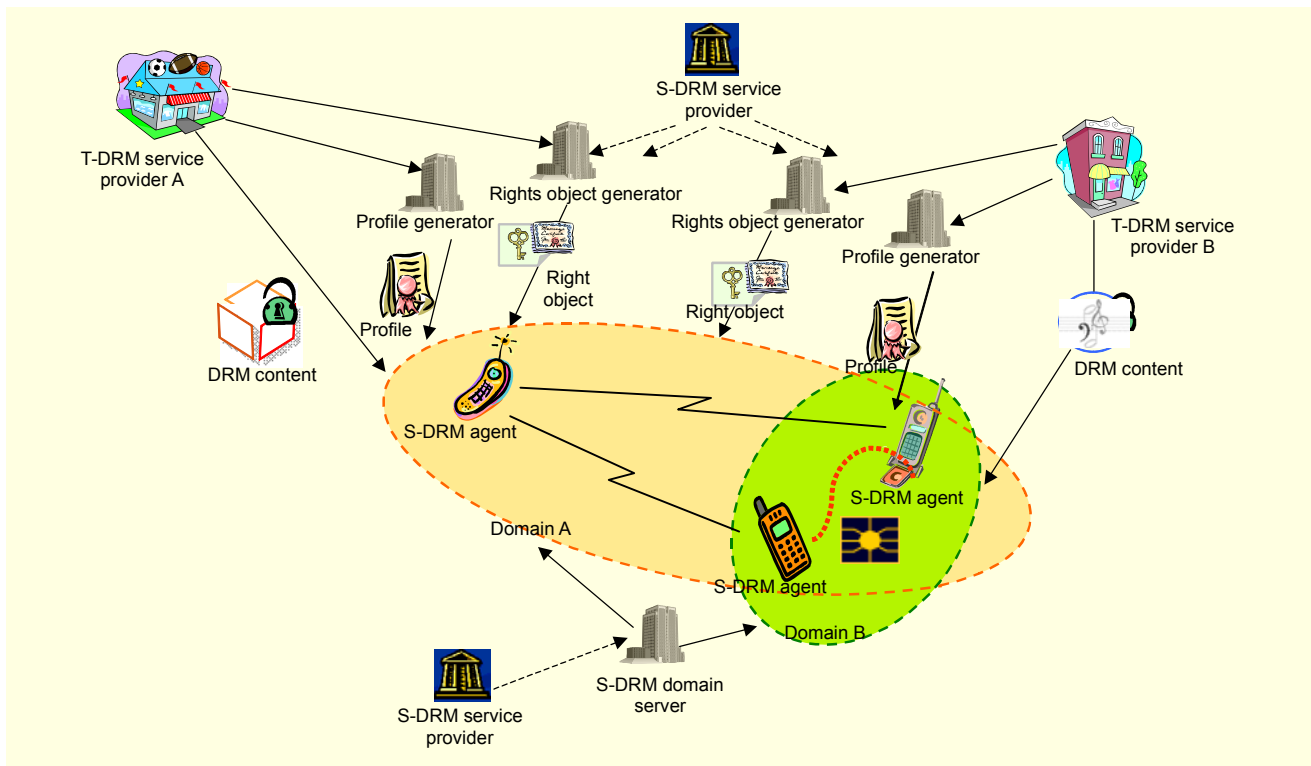 S-DRM service
provider
T-DRM service
provider A
Rights object generator
Profile generator
Rights object generator
T-DRM service
provider B
Profile generator
Right
object
Right object
Profile
Profile
DRM content
DRM content
S-DRM agent
S-DRM agent
Domain A
S-DRM agent
Domain B
S-DRM domain
server
S-DRM service
provider